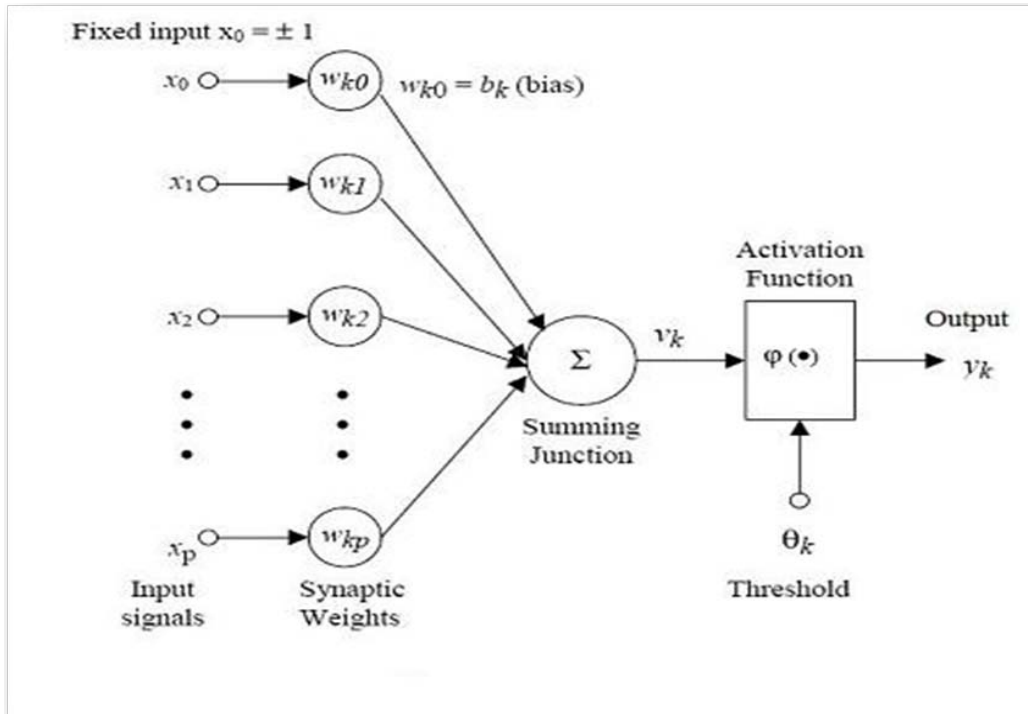 Fixed input x₀ = ± 1
x₀
wk0
wk0 = bk (bias)
x₁
wk1
x₂
wk2
xp
wkp
Input
signals
Synaptic
Weights
Σ
Summing
Junction
vk
Activation
Function
φ (•)
Output
yk
θk
Threshold